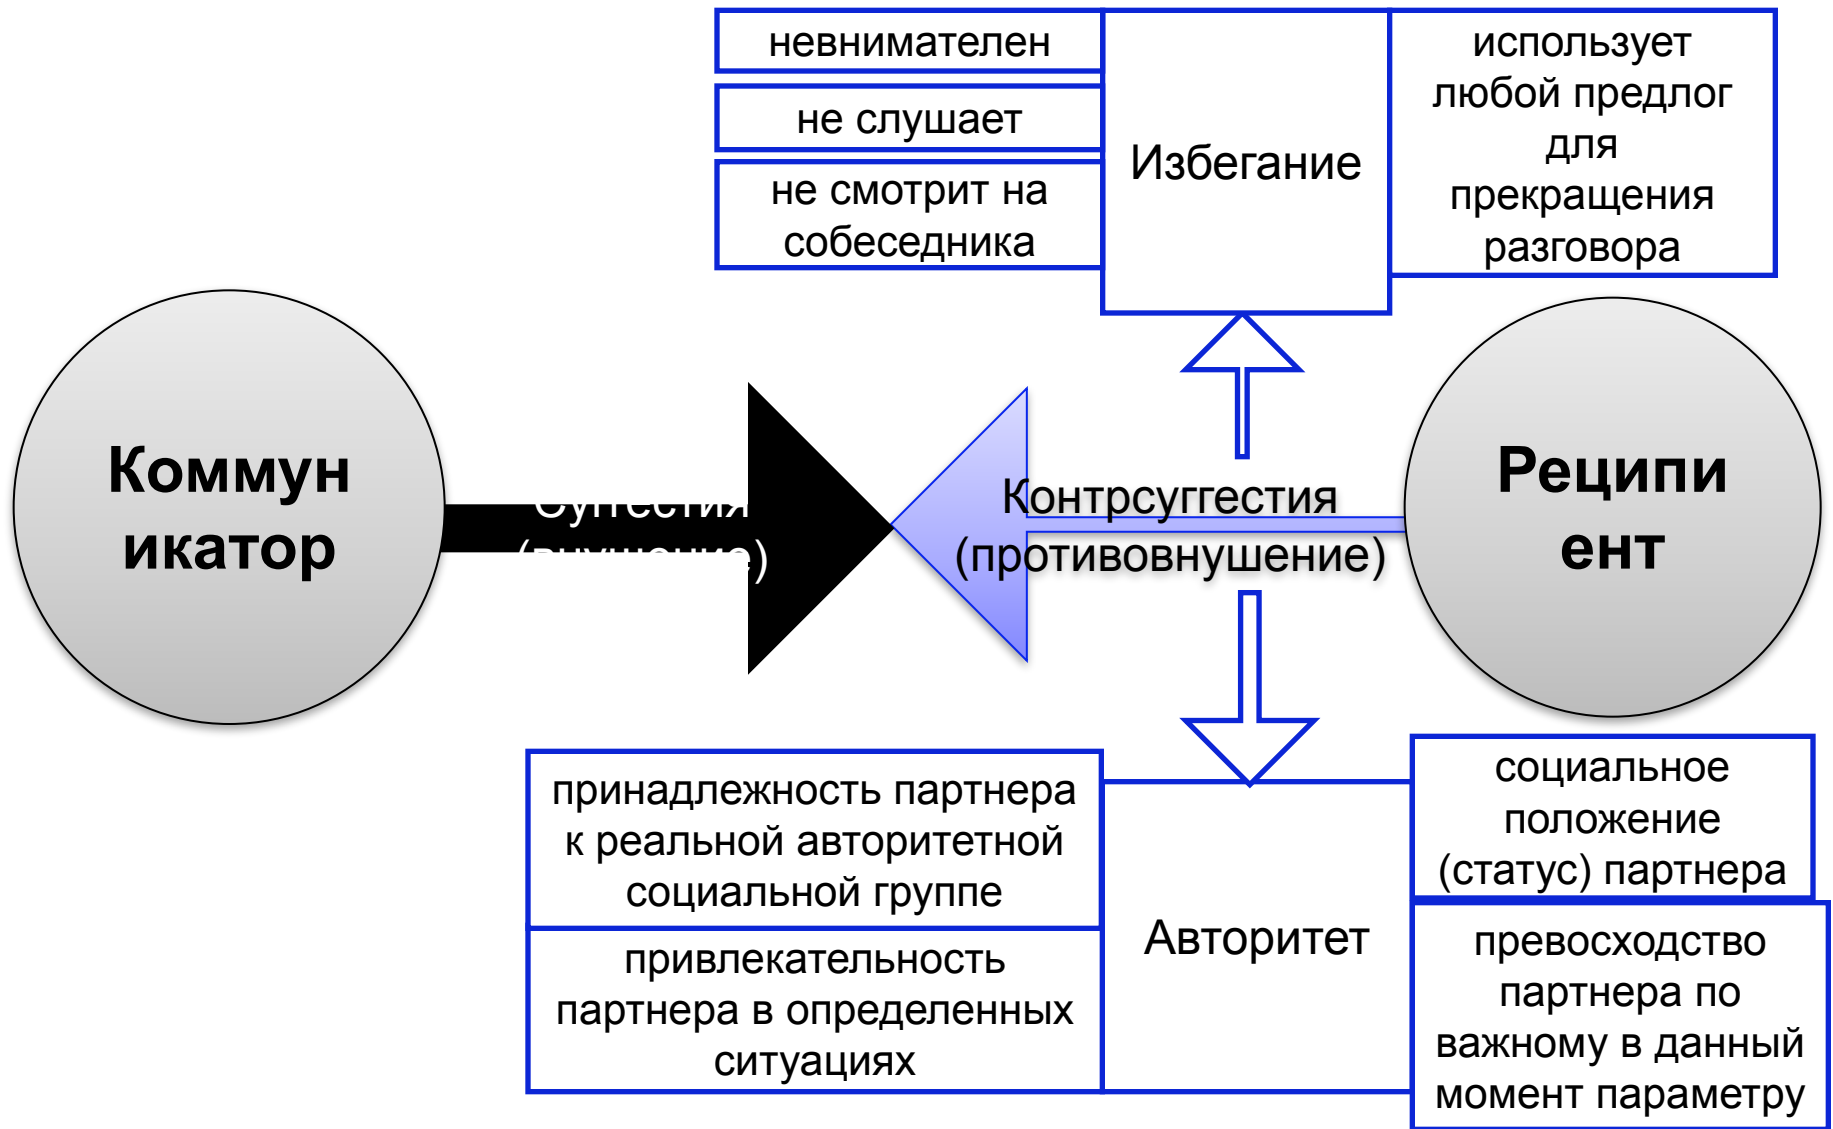 невнимателен
не слушает
не смотрит на
собеседника
Избегание
использует
любой предлог
для
прекращения
разговора
Коммун
икатор
Суггестия
(внушение)
Контрсуггестия
(противовнушение)
Реципи
ент
принадлежность партнера
к реальной авторитетной
социальной группе
привлекательность
партнера в определенных
ситуациях
Авторитет
социальное
положение
(статус) партнера
превосходство
партнера по
важному в данный
момент параметру